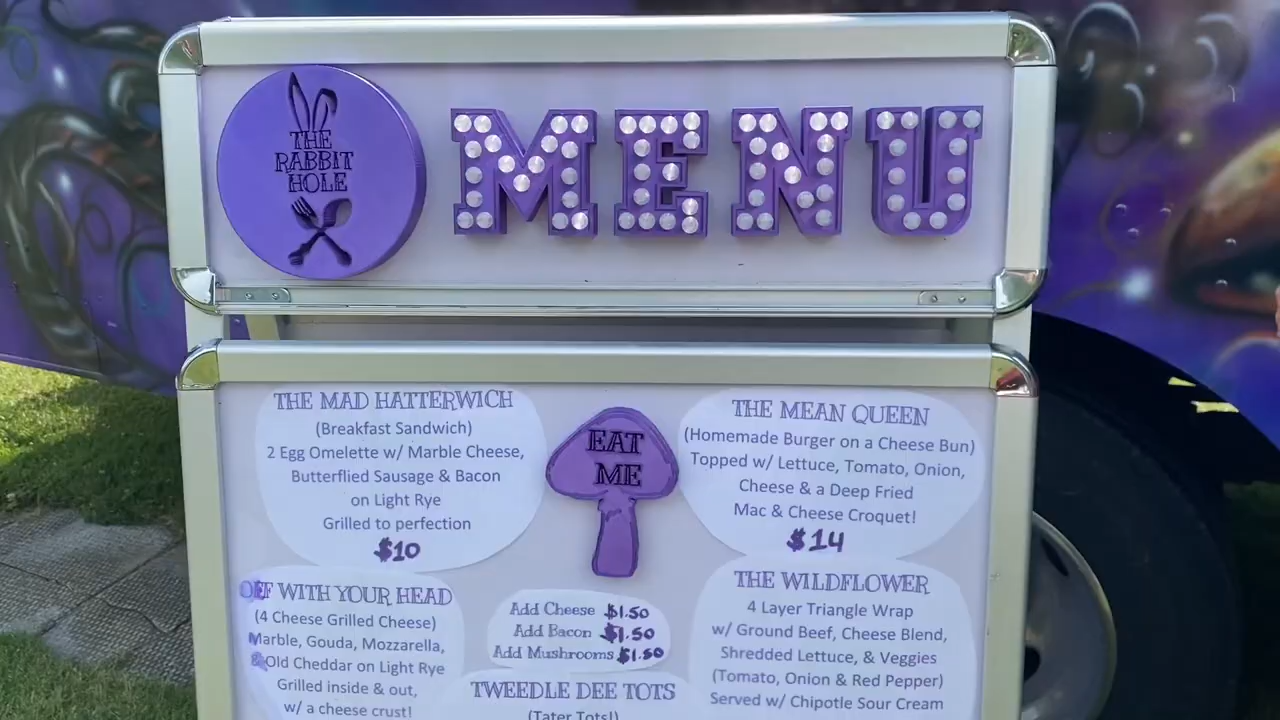 THE
RABBIT
HOLE
MENU
THE MAD HATTERWICH
(Breakfast Sandwich)
2 Egg Omelette w/ Marble Cheese,
Butterflied Sausage & Bacon
on Light Rye
Grilled to perfection
$10
EAT
ME
THE MEAN QUEEN
(Homemade Burger on a Cheese Bun)
Topped w/ Lettuce, Tomato, Onion,
Cheese & a Deep Fried
Mac & Cheese Croquet!
$14
OFF WITH YOUR HEAD
(4 Cheese Grilled Cheese)
Marble, Gouda, Mozzarella,
& Old Cheddar on Light Rye
Grilled inside & out,
w/ a cheese crust!
Add Cheese $1.50
Add Bacon $1.50
Add Mushrooms $1.50
TWEEDLE DEE TOTS
(Tater Tots!)
THE WILDFLOWER
4 Layer Triangle Wrap
w/ Ground Beef, Cheese Blend,
Shredded Lettuce, & Veggies
(Tomato, Onion & Red Pepper)
Served w/ Chipotle Sour Cream